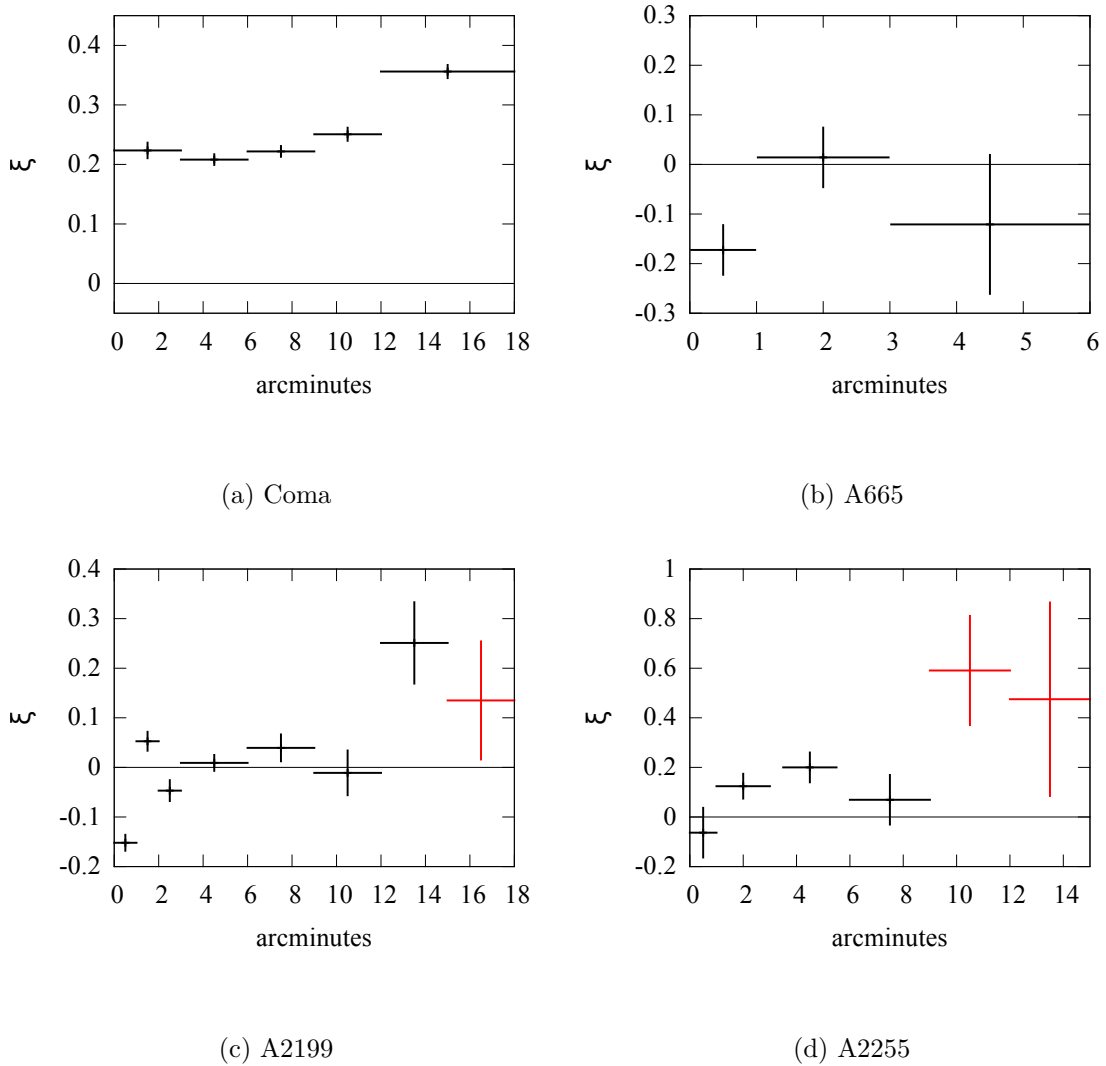 0.4
0.3
0.2
0.1
0
ξ
0 2 4 6 8 10 12 14 16 18
arcminutes
(a) Coma
0.3
0.2
0.1
0
-0.1
-0.2
-0.3
ξ
0 1 2 3 4 5 6
arcminutes
(b) A665
0.4
0.3
0.2
0.1
0
-0.1
-0.2
ξ
0 2 4 6 8 10 12 14 16 18
arcminutes
(c) A2199
1
0.8
0.6
0.4
0.2
0
-0.2
ξ
0 2 4 6 8 10 12 14
arcminutes
(d) A2255